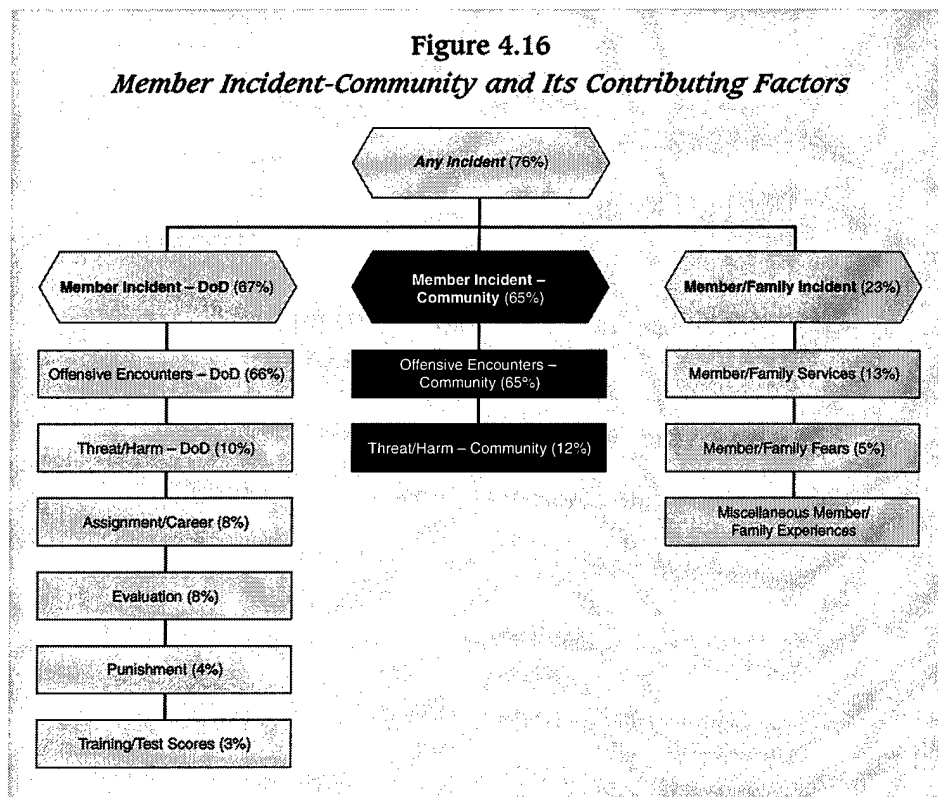 Figure 4.16
Member Incident-Community and Its Contributing Factors
Any Incident (76%)
Member Incident – DoD (67%)
Offensive Encounters – DoD (66%)
Threat/Harm – DoD (10%)
Assignment/Career (8%)
Evaluation (8%)
Punishment (4%)
Training/Test Scores (3%)
Member Incident –
Community (65%)
Offensive Encounters –
Community (65%)
Threat/Harm – Community (12%)
Member/Family Incident (23%)
Member/Family Services (13%)
Member/Family Fears (5%)
Miscellaneous Member/
Family Experiences